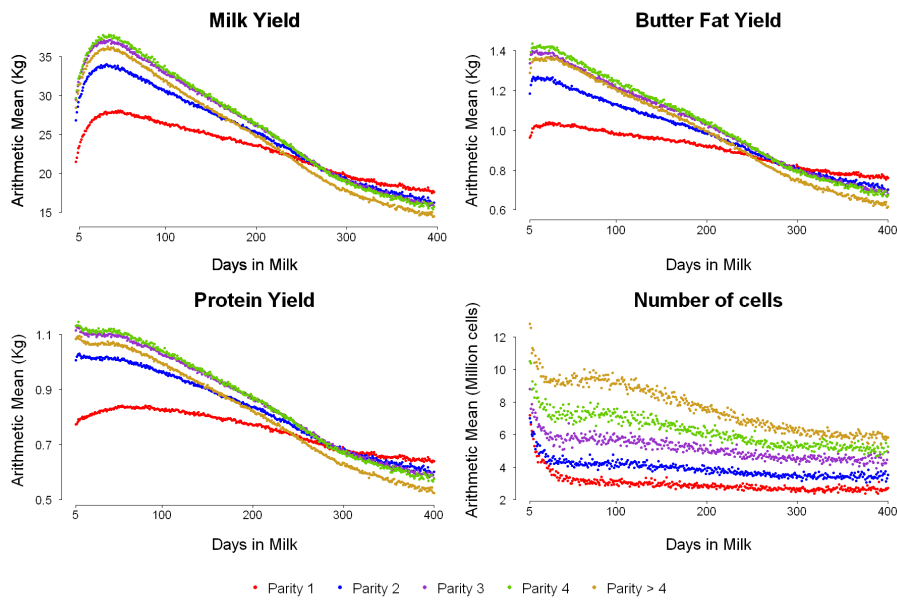 Milk Yield
Arithmetic Mean (Kg)
35
30
25
20
15
5 100 200 300 400
Days in Milk
Butter Fat Yield
Arithmetic Mean (Kg)
1.4
1.2
1.0
0.8
0.6
5 100 200 300 400
Days in Milk
Protein Yield
Arithmetic Mean (Kg)
1.1
0.9
0.7
0.5
5 100 200 300 400
Days in Milk
Number of cells
Arithmetic Mean (Million cells)
12
10
8
6
4
2
5 100 200 300 400
Days in Milk
Parity 1 Parity 2 Parity 3 Parity 4 Parity > 4